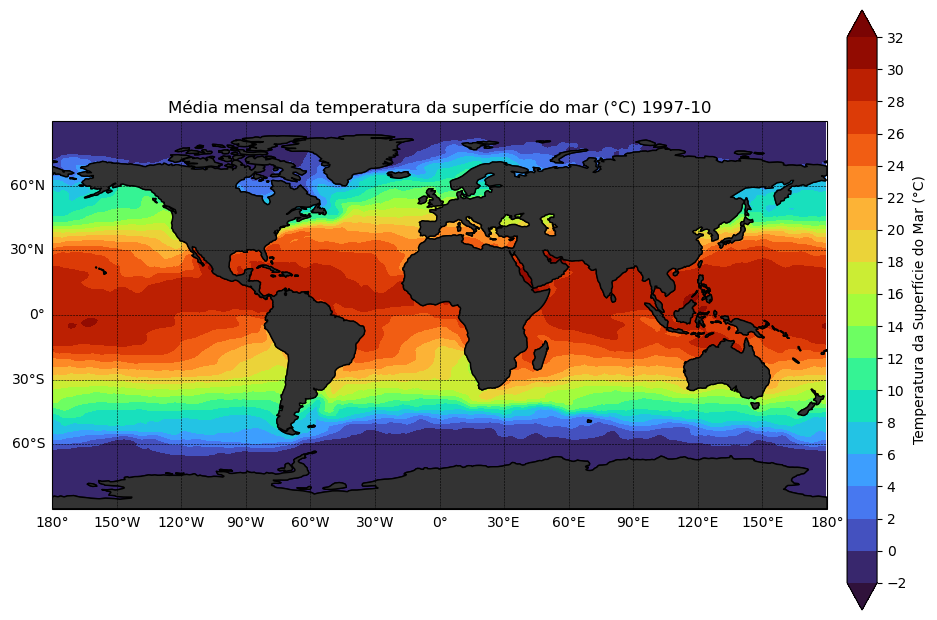 Média mensal da temperatura da superfície do mar (°C) 1997-10
60°N
30°N
0°
30°S
60°S
180° 150°W 120°W 90°W 60°W 30°W 0° 30°E 60°E 90°E 120°E 150°E 180°
32
30
28
26
24
22
20
18
16
14
12
10
8
6
4
2
0
−2
Temperatura da Superfície do Mar (°C)